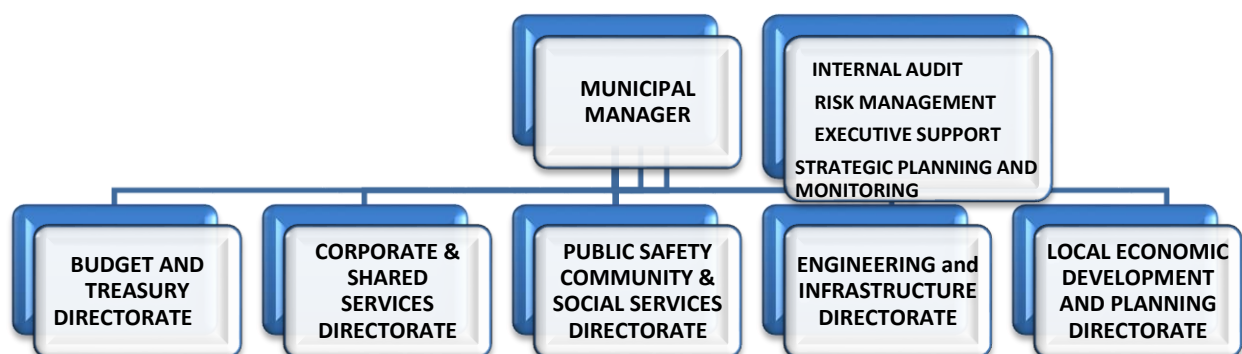 MUNICIPAL
MANAGER
INTERNAL AUDIT
RISK MANAGEMENT
EXECUTIVE SUPPORT
STRATEGIC PLANNING AND
MONITORING
BUDGET AND
TREASURY
DIRECTORATE
CORPORATE &
SHARED
SERVICES
DIRECTORATE
PUBLIC SAFETY
COMMUNITY &
SOCIAL SERVICES
DIRECTORATE
ENGINEERING and
INFRASTRUCTURE
DIRECTORATE
LOCAL ECONOMIC
DEVELOPMENT
AND PLANNING
DIRECTORATE